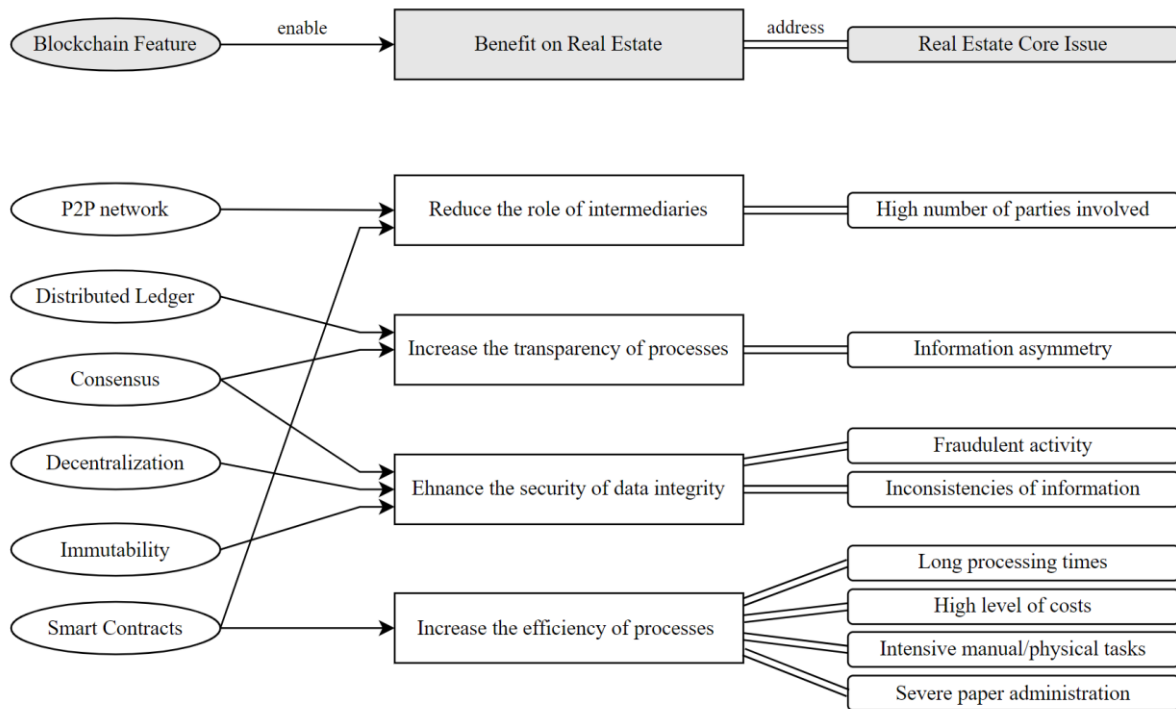 Blockchain Feature
enable
Benefit on Real Estate
address
Real Estate Core Issue
P2P network
Reduce the role of intermediaries
High number of parties involved
Distributed Ledger
Increase the transparency of processes
Information asymmetry
Consensus
Decentralization
Ehnance the security of data integrity
Fraudulent activity
Inconsistencies of information
Immutability
Smart Contracts
Increase the efficiency of processes
Long processing times
High level of costs
Intensive manual/physical tasks
Severe paper administration